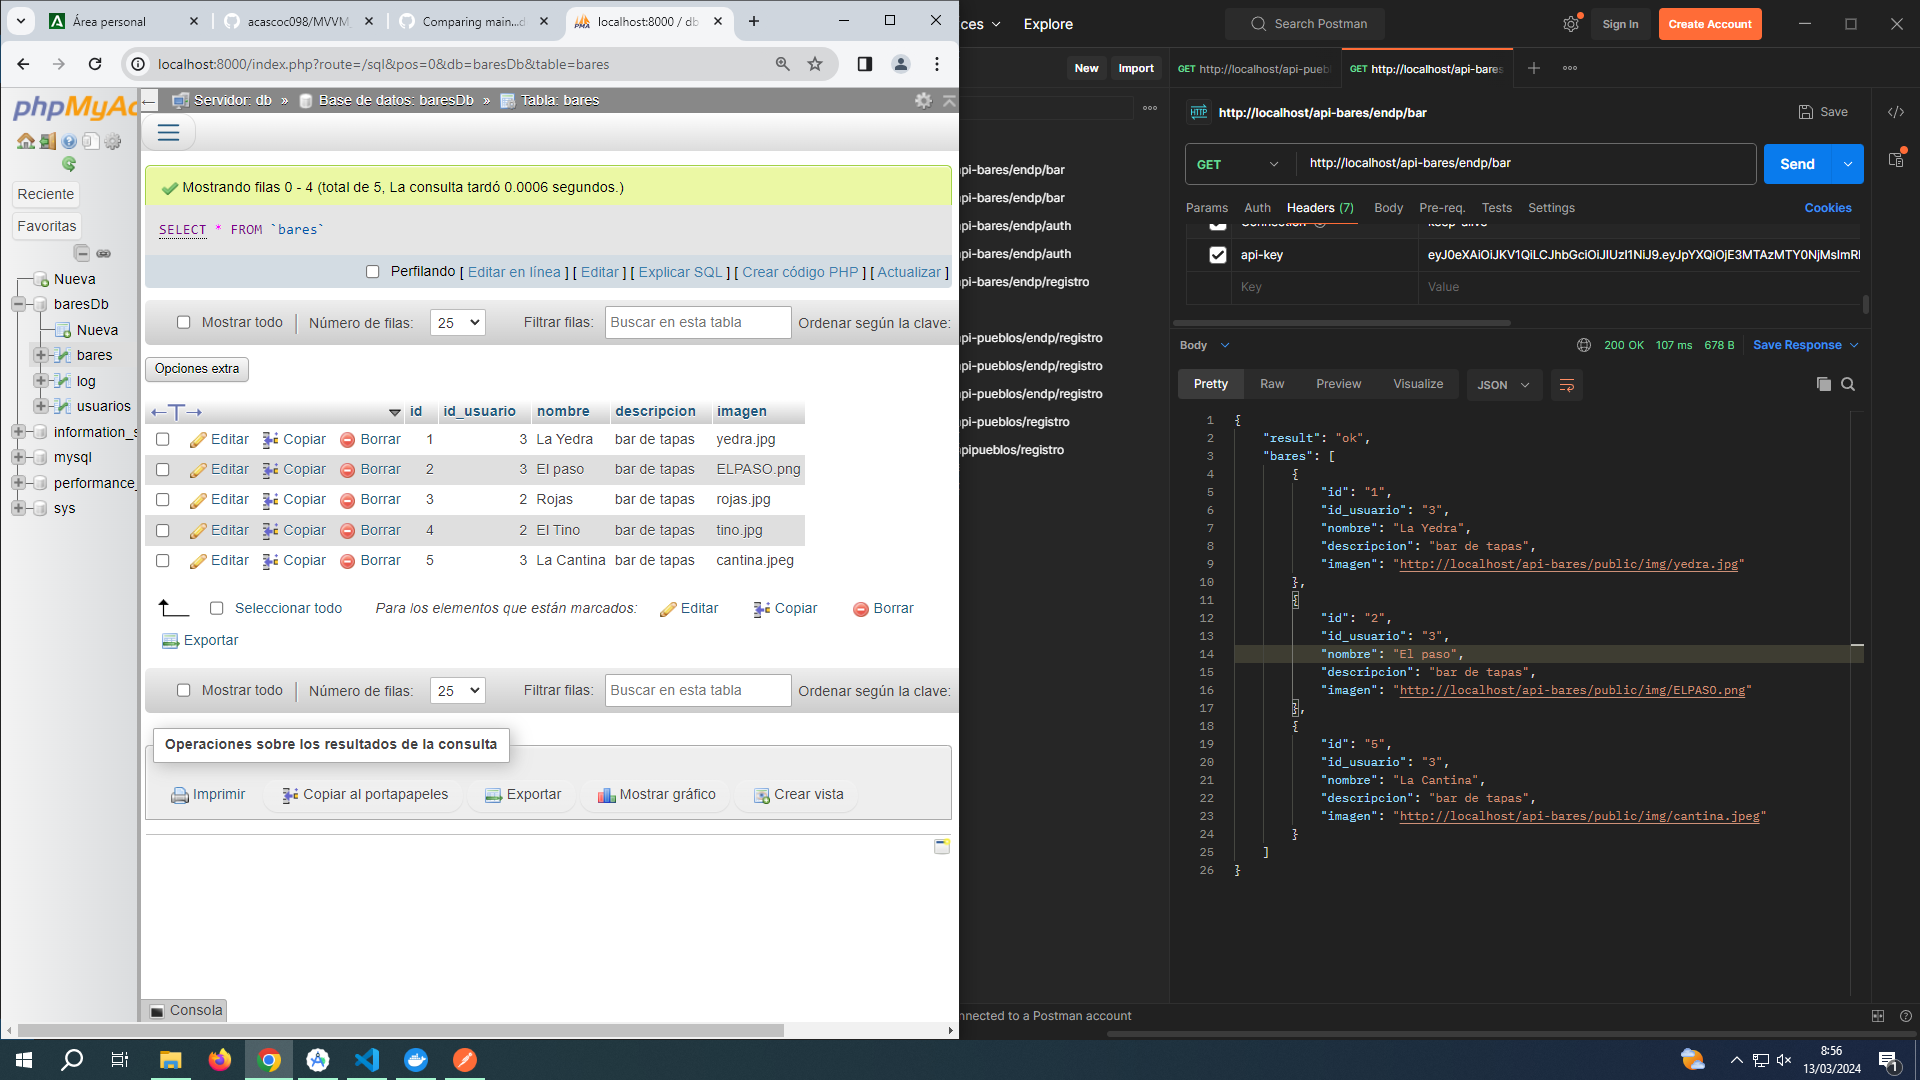 Área personal
acascoc098/MVVM
Comparing main...d
localhost:8000 / db
localhost:8000/index.php?route=/sql&pos=0&db=baresDb&table=bares
phpMyAd
Reciente
Favoritas
Nueva
baresDb
Nueva
bares
log
usuarios
information_s
mysql
performance_
sys
Servidor: db » Base de datos: baresDb » Tabla: bares
Mostrando filas 0 - 4 (total de 5, La consulta tardó 0.0006 segundos.)
SELECT * FROM `bares`
Perfilando [ Editar en línea ] [ Editar ] [ Explicar SQL ] [ Crear código PHP ] [ Actualizar ]
Mostrar todo Número de filas: 25 Filtrar filas: Buscar en esta tabla Ordenar según la clave:
Opciones extra
id id_usuario nombre descripcion imagen
Editar Copiar Borrar 1 3 La Yedra bar de tapas yedra.jpg
Editar Copiar Borrar 2 3 El paso bar de tapas ELPASO.png
Editar Copiar Borrar 3 2 Rojas bar de tapas rojas.jpg
Editar Copiar Borrar 4 2 El Tino bar de tapas tino.jpg
Editar Copiar Borrar 5 3 La Cantina bar de tapas cantina.jpeg
Seleccionar todo Para los elementos que están marcados: Editar Copiar Borrar
Exportar
Mostrar todo Número de filas: 25 Filtrar filas: Buscar en esta tabla Ordenar según la clave:
Operaciones sobre los resultados de la consulta
Imprimir Copiar al portapapeles Exportar Mostrar gráfico Crear vista
Consola
ces Explore Search Postman Sign In Create Account
New Import
GET http://localhost/api-puebl
GET http://localhost/api-bares
pi-bares/endp/bar
pi-bares/endp/bar
pi-bares/endp/auth
pi-bares/endp/auth
pi-bares/endp/registro
pi-pueblos/endp/registro
pi-pueblos/endp/registro
pi-pueblos/endp/registro
pi-pueblos/registro
pipueblos/registro
HTTP http://localhost/api-bares/endp/bar Save
GET http://localhost/api-bares/endp/bar Send
Params Auth Headers (7) Body Pre-req. Tests Settings Cookies
Connection keep-alive
api-key
Key Value
Body 200 OK 107 ms 678 B Save Response
Pretty Raw Preview Visualize JSON
1 {
2 "result": "ok",
3 "bares": [
4 {
5 "id": "1",
6 "id_usuario": "3",
7 "nombre": "La Yedra",
8 "descripcion": "bar de tapas",
9 "imagen": "http://localhost/api-bares/public/img/yedra.jpg"
10 },
11 {
12 "id": "2",
13 "id_usuario": "3",
14 "nombre": "El paso",
15 "descripcion": "bar de tapas",
16 "imagen": "http://localhost/api-bares/public/img/ELPASO.png"
17 },
18 {
19 "id": "5",
20 "id_usuario": "3",
21 "nombre": "La Cantina",
22 "descripcion": "bar de tapas",
23 "imagen": "http://localhost/api-bares/public/img/cantina.jpeg"
24 }
25 ]
26 }
nnected to a Postman account
8:56
13/03/2024
1